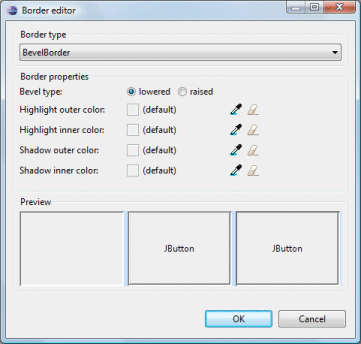 Border editor
Border type
BevelBorder
Border properties
Bevel type: lowered raised
Highlight outer color: (default)
Highlight inner color: (default)
Shadow outer color: (default)
Shadow inner color: (default)
Preview
JButton JButton
OK Cancel